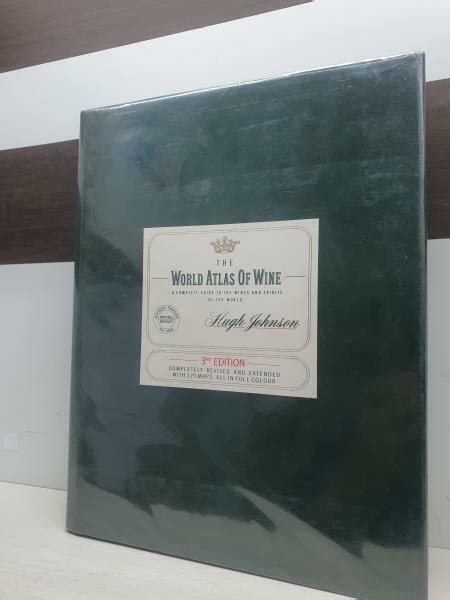 THE
WORLD ATLAS OF WINE
A COMPLETE GUIDE TO THE WINES AND SPIRITS
OF THE WORLD
Hugh Johnson
3RD EDITION
COMPLETELY REVISED AND EXTENDED
WITH 175 MAPS, ALL IN FULL COLOUR